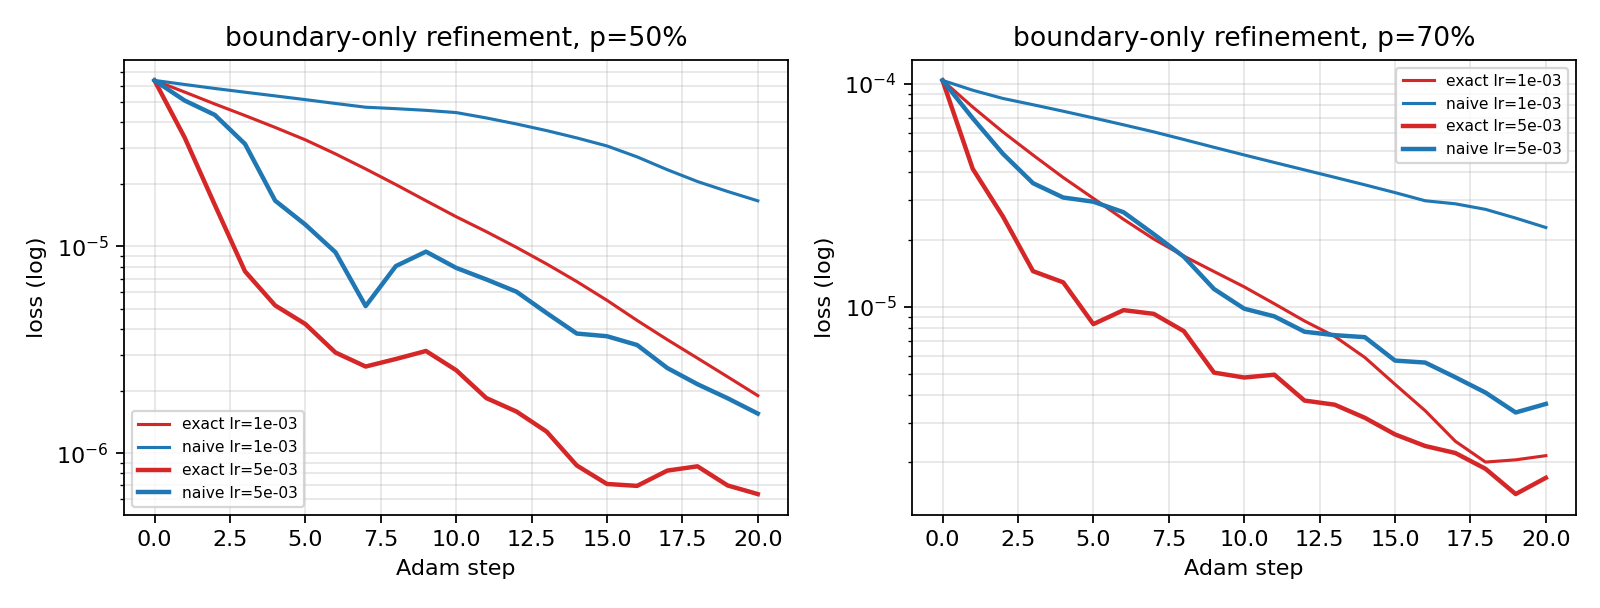 boundary-only refinement, p=50%
loss (log)
10⁻⁵
10⁻⁶
exact lr=1e-03
naive lr=1e-03
exact lr=5e-03
naive lr=5e-03
0.0 2.5 5.0 7.5 10.0 12.5 15.0 17.5 20.0
Adam step
boundary-only refinement, p=70%
loss (log)
10⁻⁴
10⁻⁵
exact lr=1e-03
naive lr=1e-03
exact lr=5e-03
naive lr=5e-03
0.0 2.5 5.0 7.5 10.0 12.5 15.0 17.5 20.0
Adam step